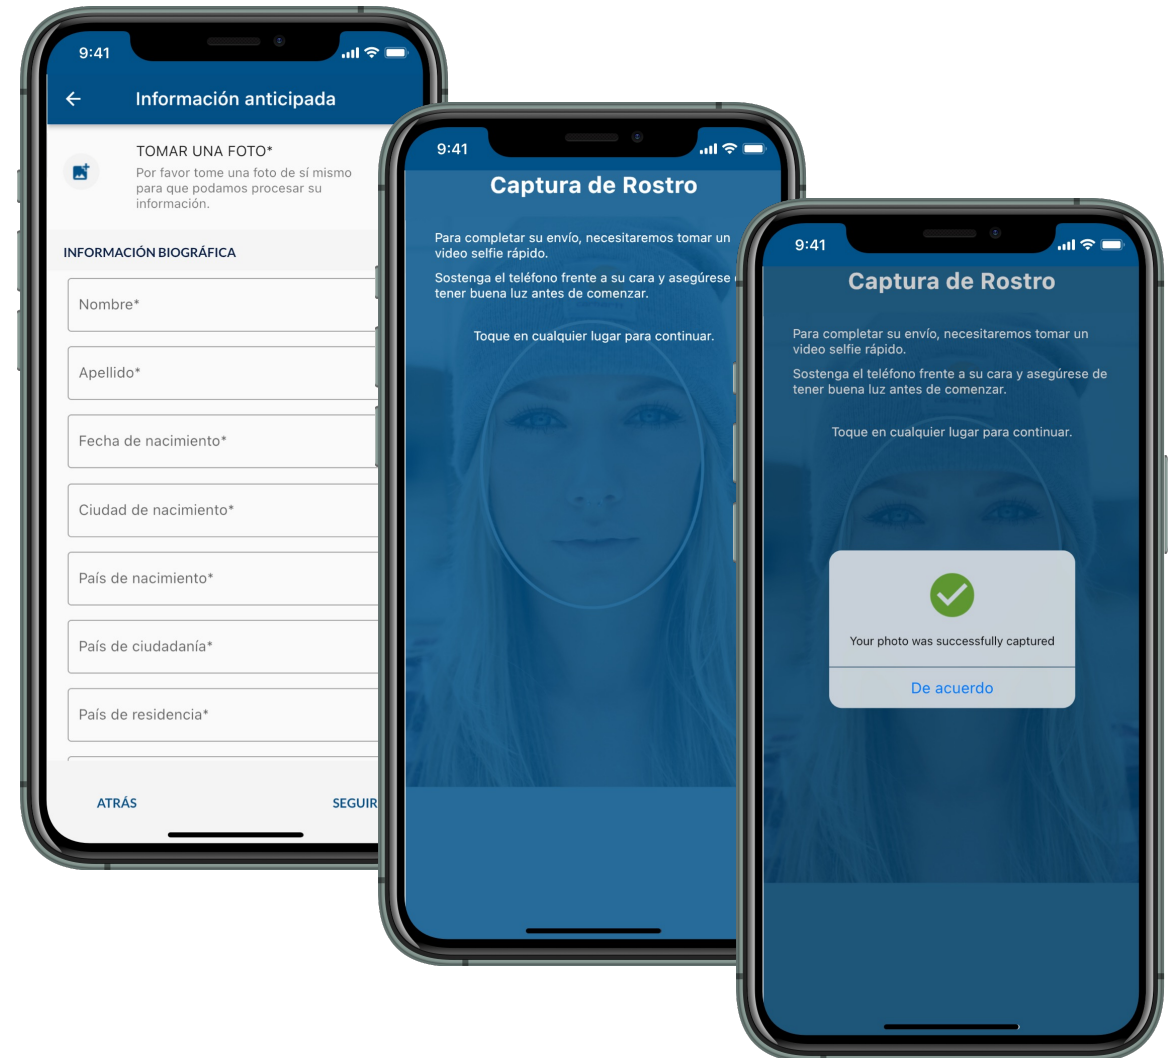 9:41
Información anticipada
TOMAR UNA FOTO*
Por favor tome una foto de sí mismo
para que podamos procesar su
información.
INFORMACIÓN BIOGRÁFICA
Nombre*
Apellido*
Fecha de nacimiento*
Ciudad de nacimiento*
País de nacimiento*
País de ciudadanía*
País de residencia*
ATRÁS
SEGUIR
9:41
Captura de Rostro
Para completar su envío, necesitaremos tomar un
video selfie rápido.
Sostenga el teléfono frente a su cara y asegúrese
tener buena luz antes de comenzar.
Toque en cualquier lugar para continuar.
9:41
Captura de Rostro
Para completar su envío, necesitaremos tomar un
video selfie rápido.
Sostenga el teléfono frente a su cara y asegúrese de
tener buena luz antes de comenzar.
Toque en cualquier lugar para continuar.
Your photo was successfully captured
De acuerdo